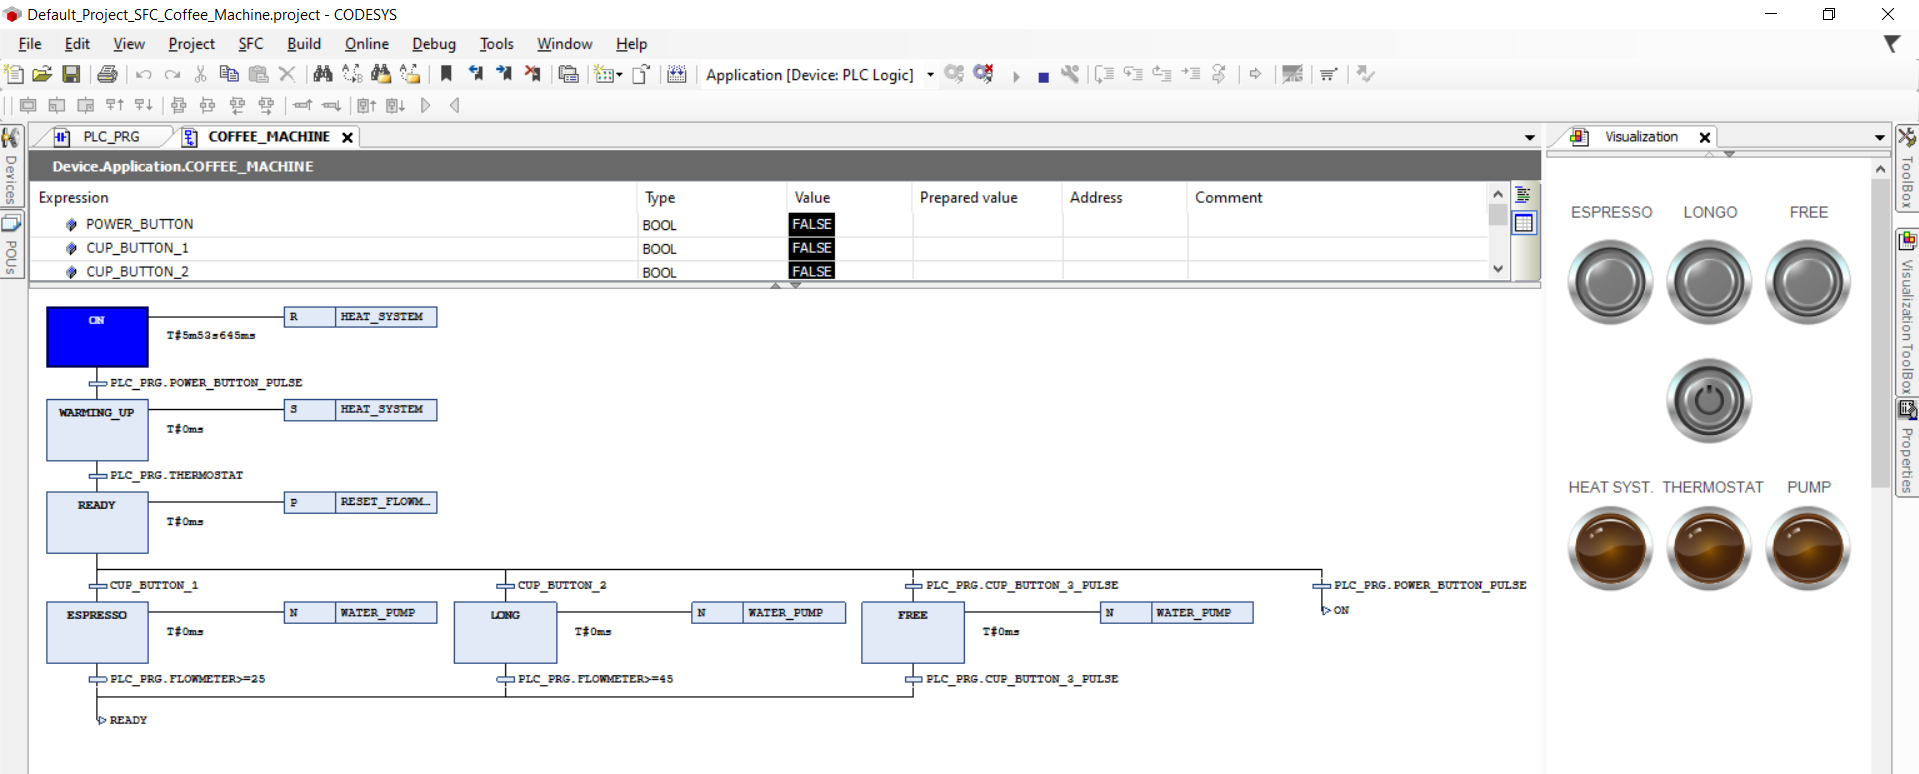 Default_Project_SFC_Coffee_Machine.project - CODESYS
File Edit View Project SFC Build Online Debug Tools Window Help
Application [Device: PLC Logic]
PLC_PRG COFFEE_MACHINE
Visualization
Devices
POUs
ToolBox
Visualization ToolBox
Properties
Device.Application.COFFEE_MACHINE
Expression Type Value Prepared value Address Comment
POWER_BUTTON BOOL FALSE
CUP_BUTTON_1 BOOL FALSE
CUP_BUTTON_2 BOOL FALSE
ON R HEAT_SYSTEM
T#5m53s645ms
PLC_PRG.POWER_BUTTON_PULSE
WARMING_UP S HEAT_SYSTEM
T#0ms
PLC_PRG.THERMOSTAT
READY P RESET_FLOWM...
T#0ms
CUP_BUTTON_1 CUP_BUTTON_2 PLC_PRG.CUP_BUTTON_3_PULSE PLC_PRG.POWER_BUTTON_PULSE
ESPRESSO N WATER_PUMP LONG N WATER_PUMP FREE N WATER_PUMP ON
T#0ms T#0ms T#0ms
PLC_PRG.FLOWMETER>=25 PLC_PRG.FLOWMETER>=45 PLC_PRG.CUP_BUTTON_3_PULSE
READY
ESPRESSO LONGO FREE
HEAT SYST. THERMOSTAT PUMP